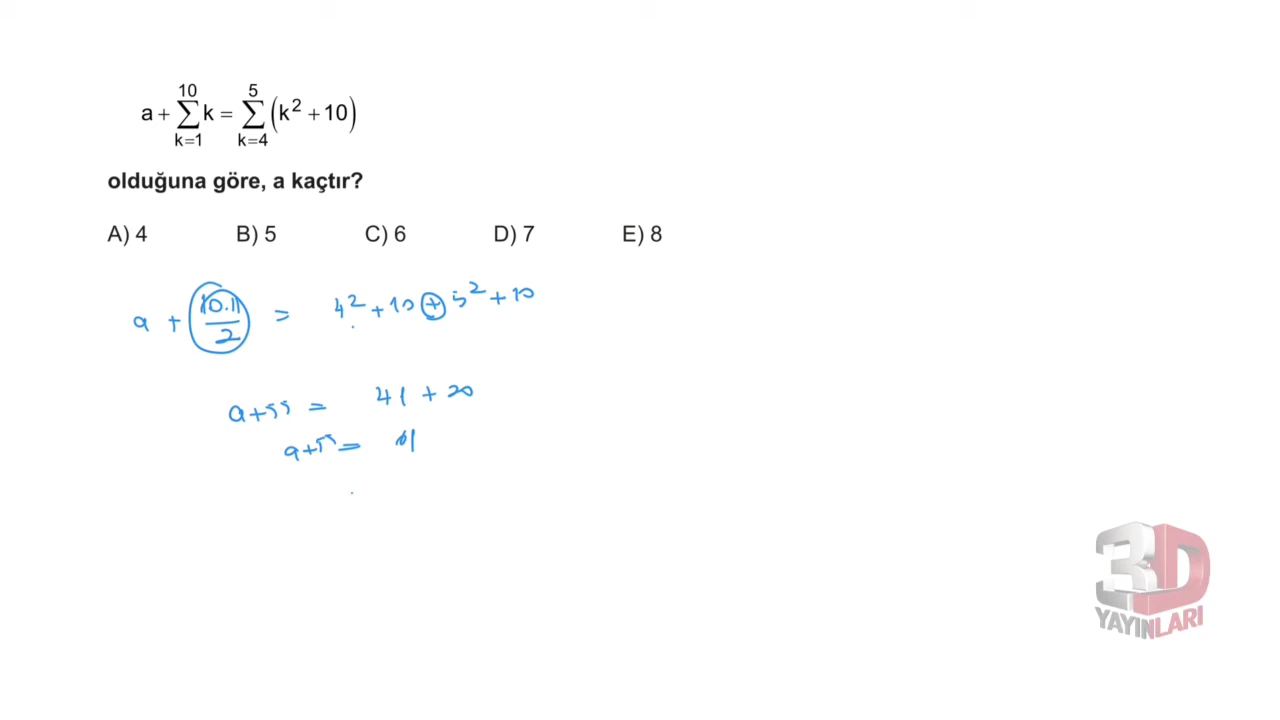 10 5
a + ∑ k = ∑ (k² + 10)
k=1 k=4
olduğuna göre, a kaçtır?
A) 4 B) 5 C) 6 D) 7 E) 8
a + 10.11/2 = 4² + 10 + 5² + 10
a+55 = 41 + 20
a+55 = 61
3D
YAYINLARI